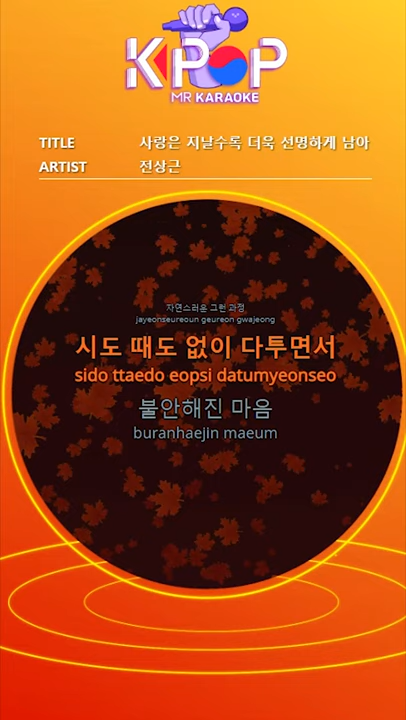 KPOP
MR KARAOKE
TITLE 사랑은 지날수록 더욱 선명하게 남아
ARTIST 전상근
자연스러운 그런 과정
jayeonseureoun geureon gwajeong
시도 때도 없이 다투면서
sido ttaedo eopsi datumyeonseo
불안해진 마음
buranhaejin maeum